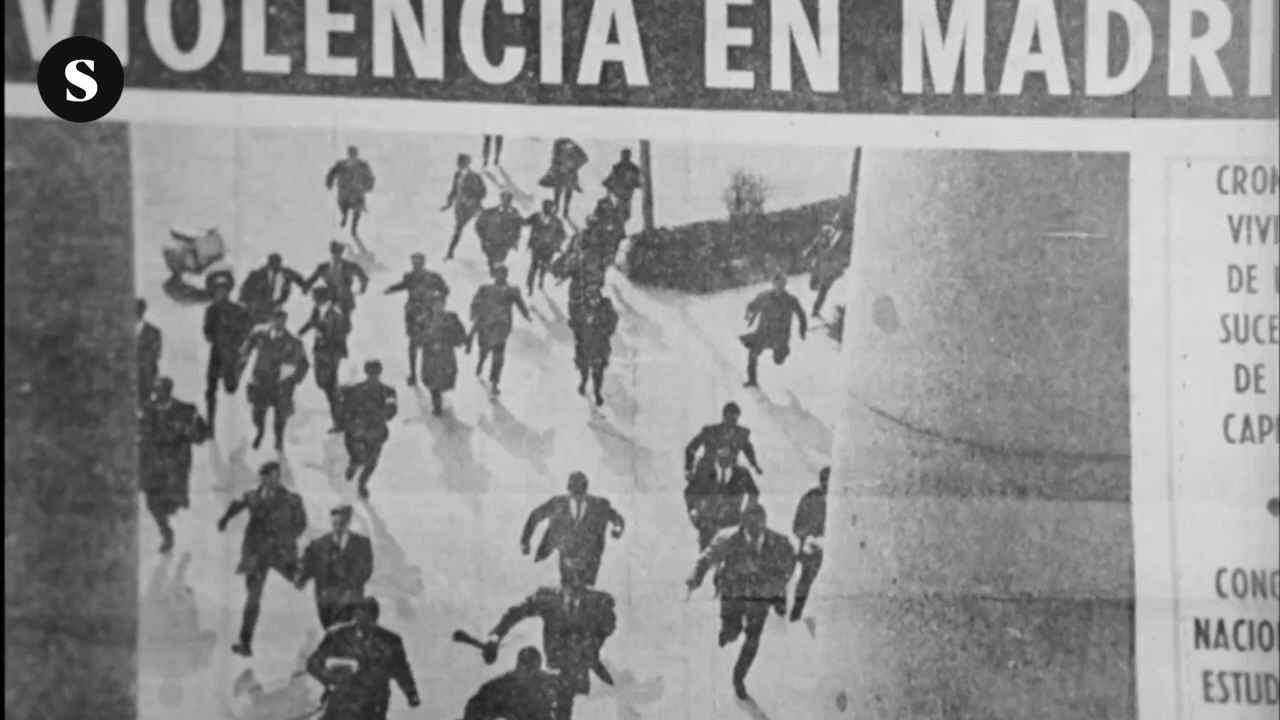 VIOLENCIA EN MADRI
S
CRON
VIVI
DE
SUCE
DE
CAPI
CONG
NACIO
ESTUD